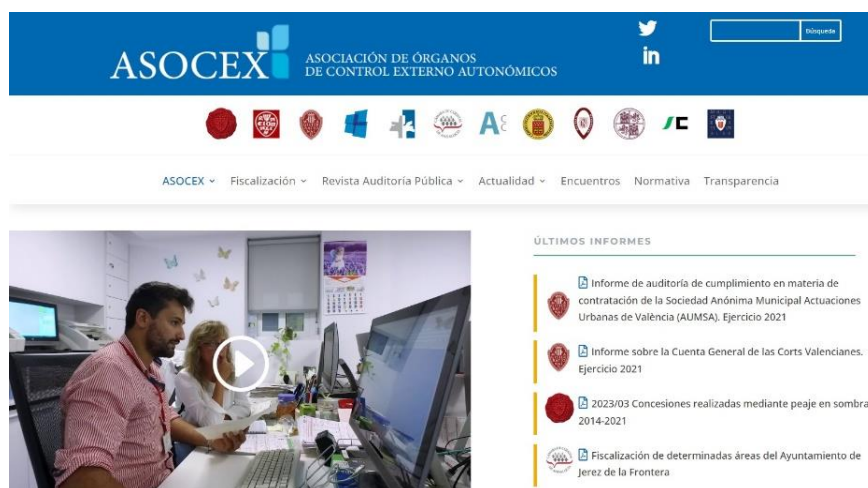 ASOCEX
ASOCIACIÓN DE ÓRGANOS
DE CONTROL EXTERNO AUTONÓMICOS
Búsqueda
ASOCEX Fiscalización Revista Auditoría Pública Actualidad Encuentros Normativa Transparencia
ÚLTIMOS INFORMES
Informe de auditoría de cumplimiento en materia de
contratación de la Sociedad Anónima Municipal Actuaciones
Urbanas de València (AUMSA). Ejercicio 2021
Informe sobre la Cuenta General de las Corts Valencianes.
Ejercicio 2021
2023/03 Concesiones realizadas mediante peaje en sombra
2014-2021
Fiscalización de determinadas áreas del Ayuntamiento de
Jerez de la Frontera